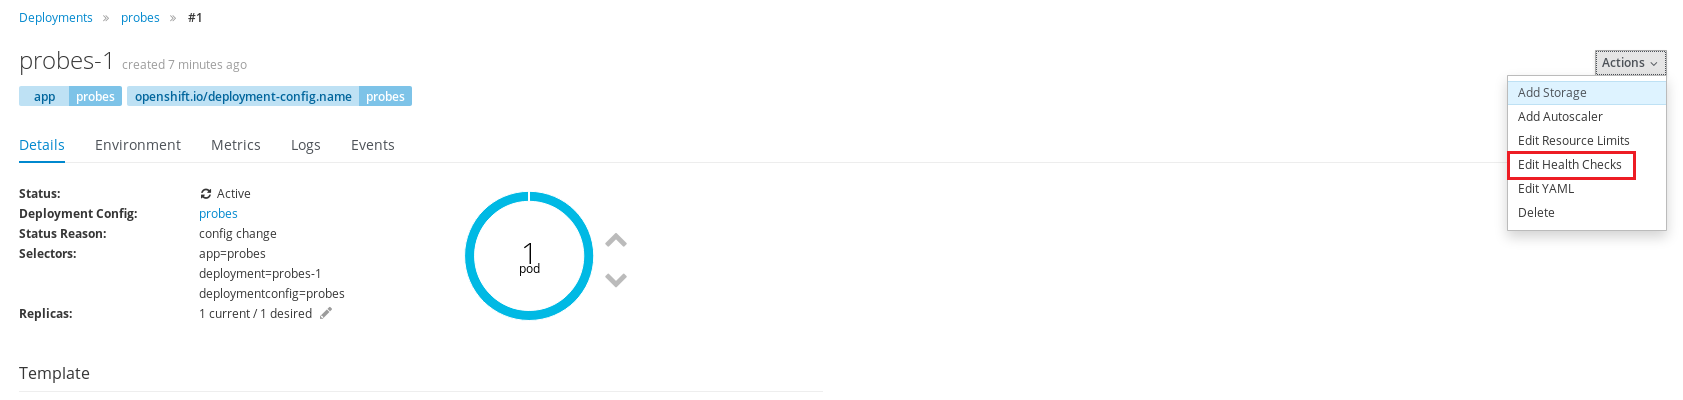 Deployments » probes » #1
probes-1 created 7 minutes ago
Actions
app probes openshift.io/deployment-config.name probes
Add Storage
Add Autoscaler
Edit Resource Limits
Edit Health Checks
Edit YAML
Delete
Details Environment Metrics Logs Events
Status: Active
Deployment Config: probes
Status Reason: config change
Selectors: app=probes
deployment=probes-1
deploymentconfig=probes
Replicas: 1 current / 1 desired
1
pod
Template